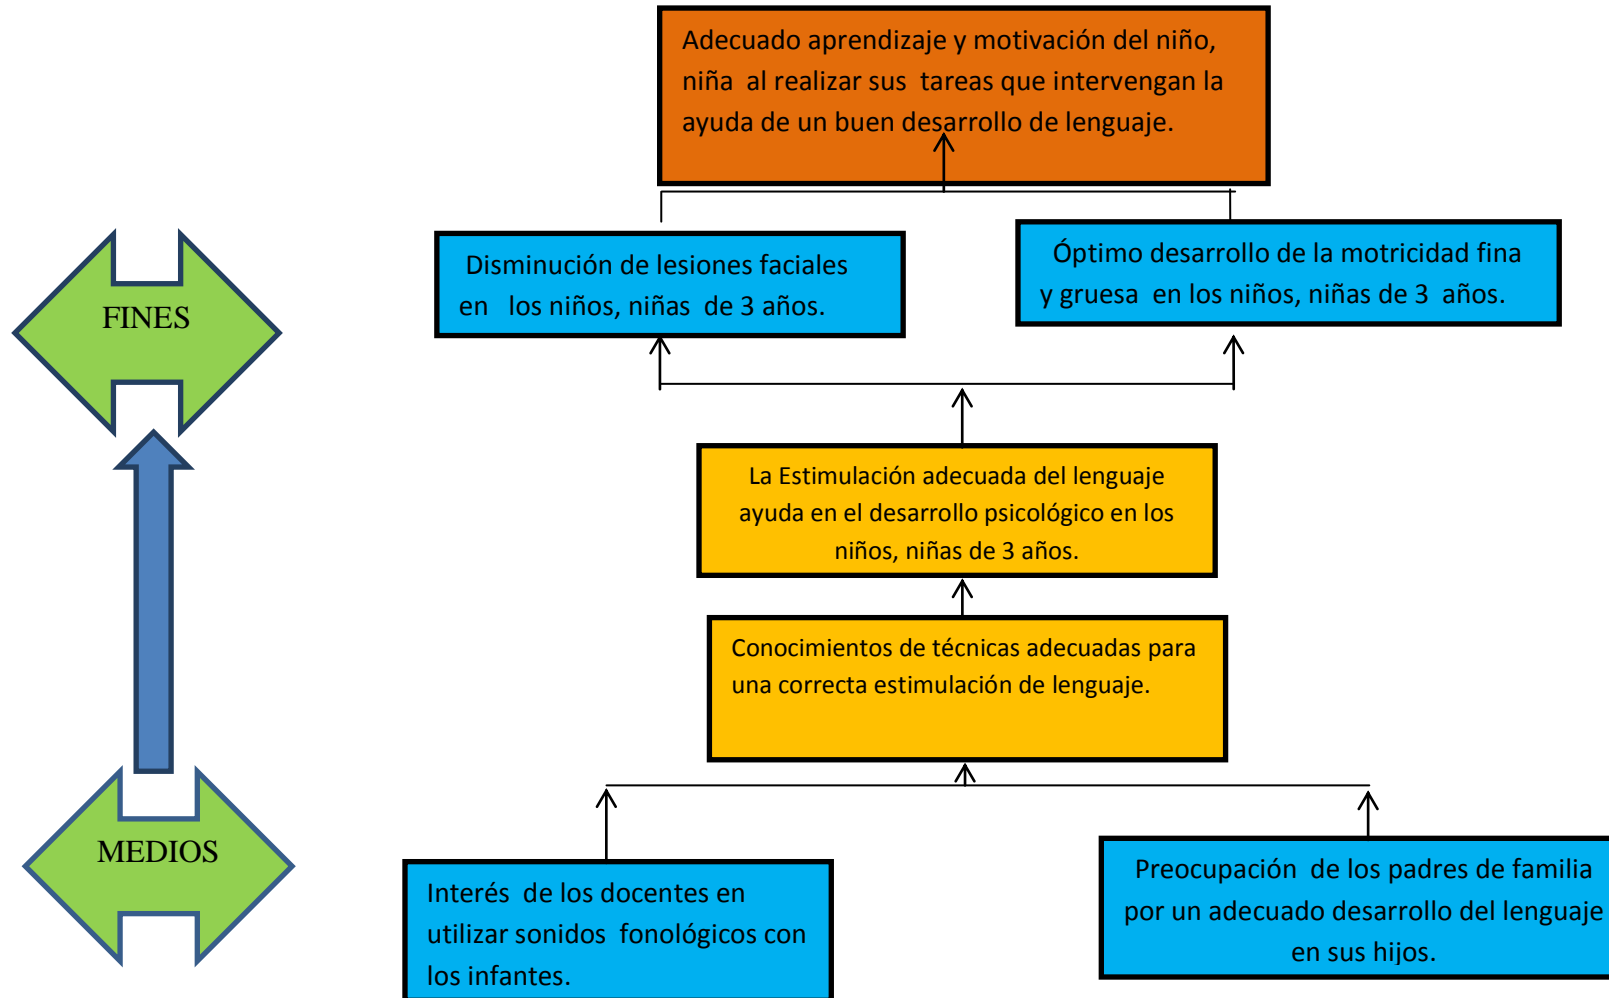 Adecuado aprendizaje y motivación del niño,
niña al realizar sus tareas que intervengan la
ayuda de un buen desarrollo de lenguaje.
Disminución de lesiones faciales
en los niños, niñas de 3 años.
Óptimo desarrollo de la motricidad fina
y gruesa en los niños, niñas de 3 años.
FINES
La Estimulación adecuada del lenguaje
ayuda en el desarrollo psicológico en los
niños, niñas de 3 años.
Conocimientos de técnicas adecuadas para
una correcta estimulación de lenguaje.
MEDIOS
Interés de los docentes en
utilizar sonidos fonológicos con
los infantes.
Preocupación de los padres de familia
por un adecuado desarrollo del lenguaje
en sus hijos.